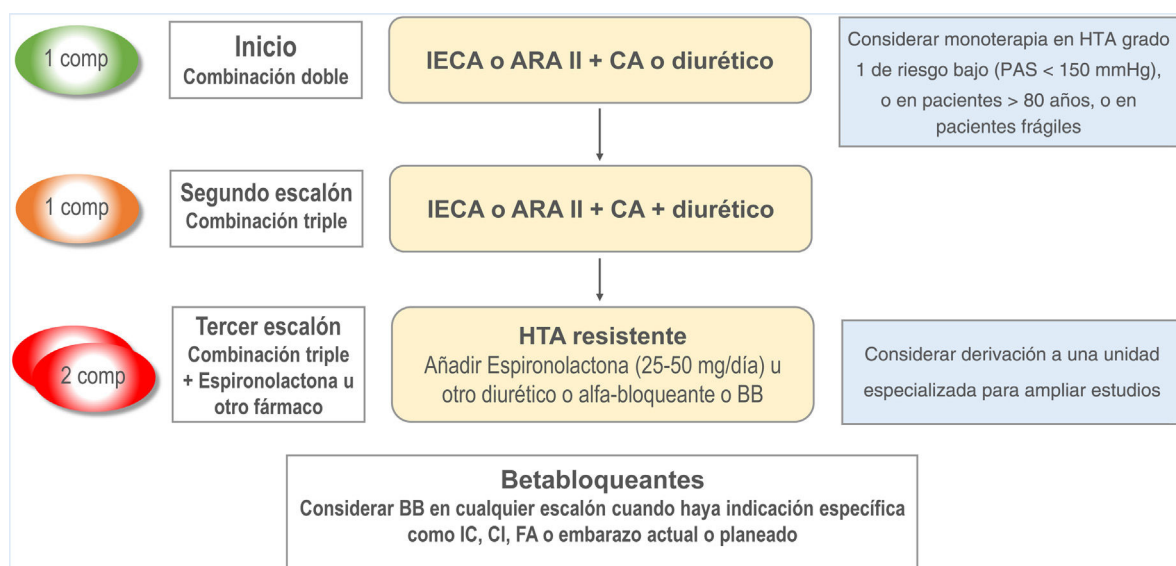 1 comp
Inicio
Combinación doble
IECA o ARA II + CA o diurético
Considerar monoterapia en HTA grado
1 de riesgo bajo (PAS < 150 mmHg),
o en pacientes > 80 años, o en
pacientes frágiles
1 comp
Segundo escalón
Combinación triple
IECA o ARA II + CA + diurético
2 comp
Tercer escalón
Combinación triple
+ Espironolactona u
otro fármaco
HTA resistente
Añadir Espironolactona (25-50 mg/día) u
otro diurético o alfa-bloqueante o BB
Considerar derivación a una unidad
especializada para ampliar estudios
Betabloqueantes
Considerar BB en cualquier escalón cuando haya indicación específica
como IC, CI, FA o embarazo actual o planeado